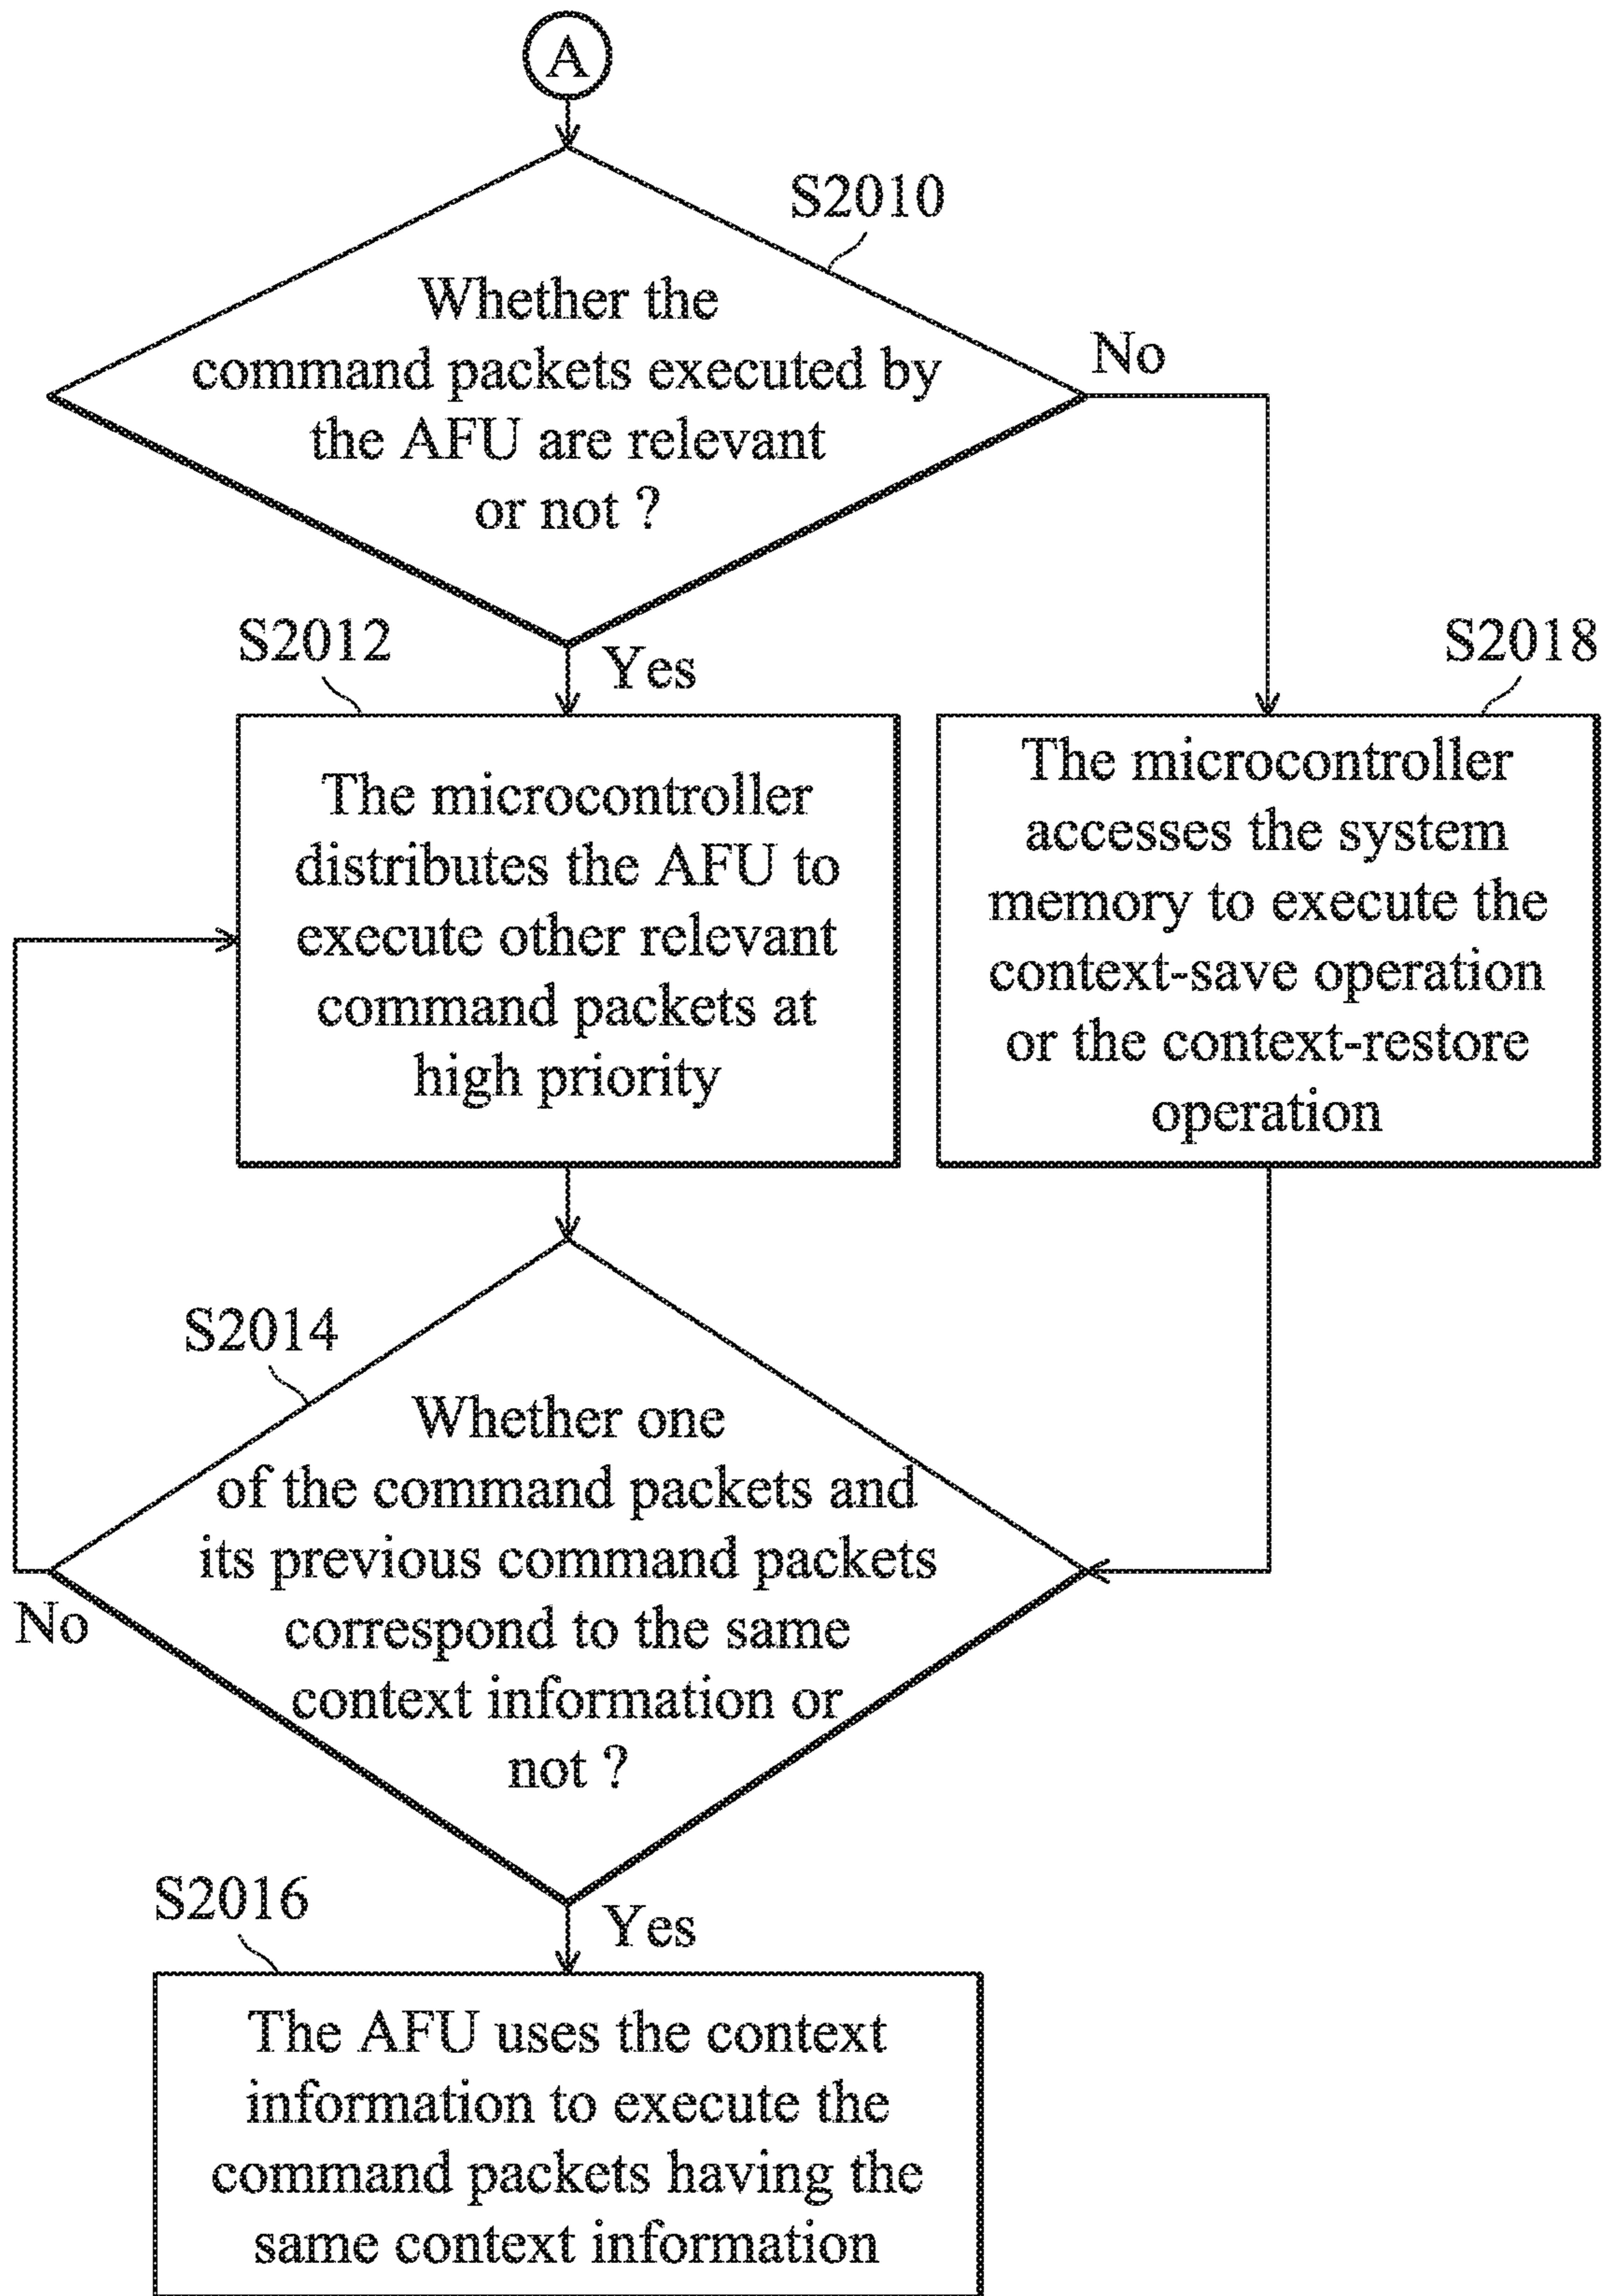 A
S2010
Whether the
command packets executed by
the AFU are relevant
or not ?
No
Yes
S2012
The microcontroller
distributes the AFU to
execute other relevant
command packets at
high priority
S2018
The microcontroller
accesses the system
memory to execute the
context-save operation
or the context-restore
operation
S2014
Whether one
of the command packets and
its previous command packets
correspond to the same
context information or
not ?
No
Yes
S2016
The AFU uses the context
information to execute the
command packets having the
same context information